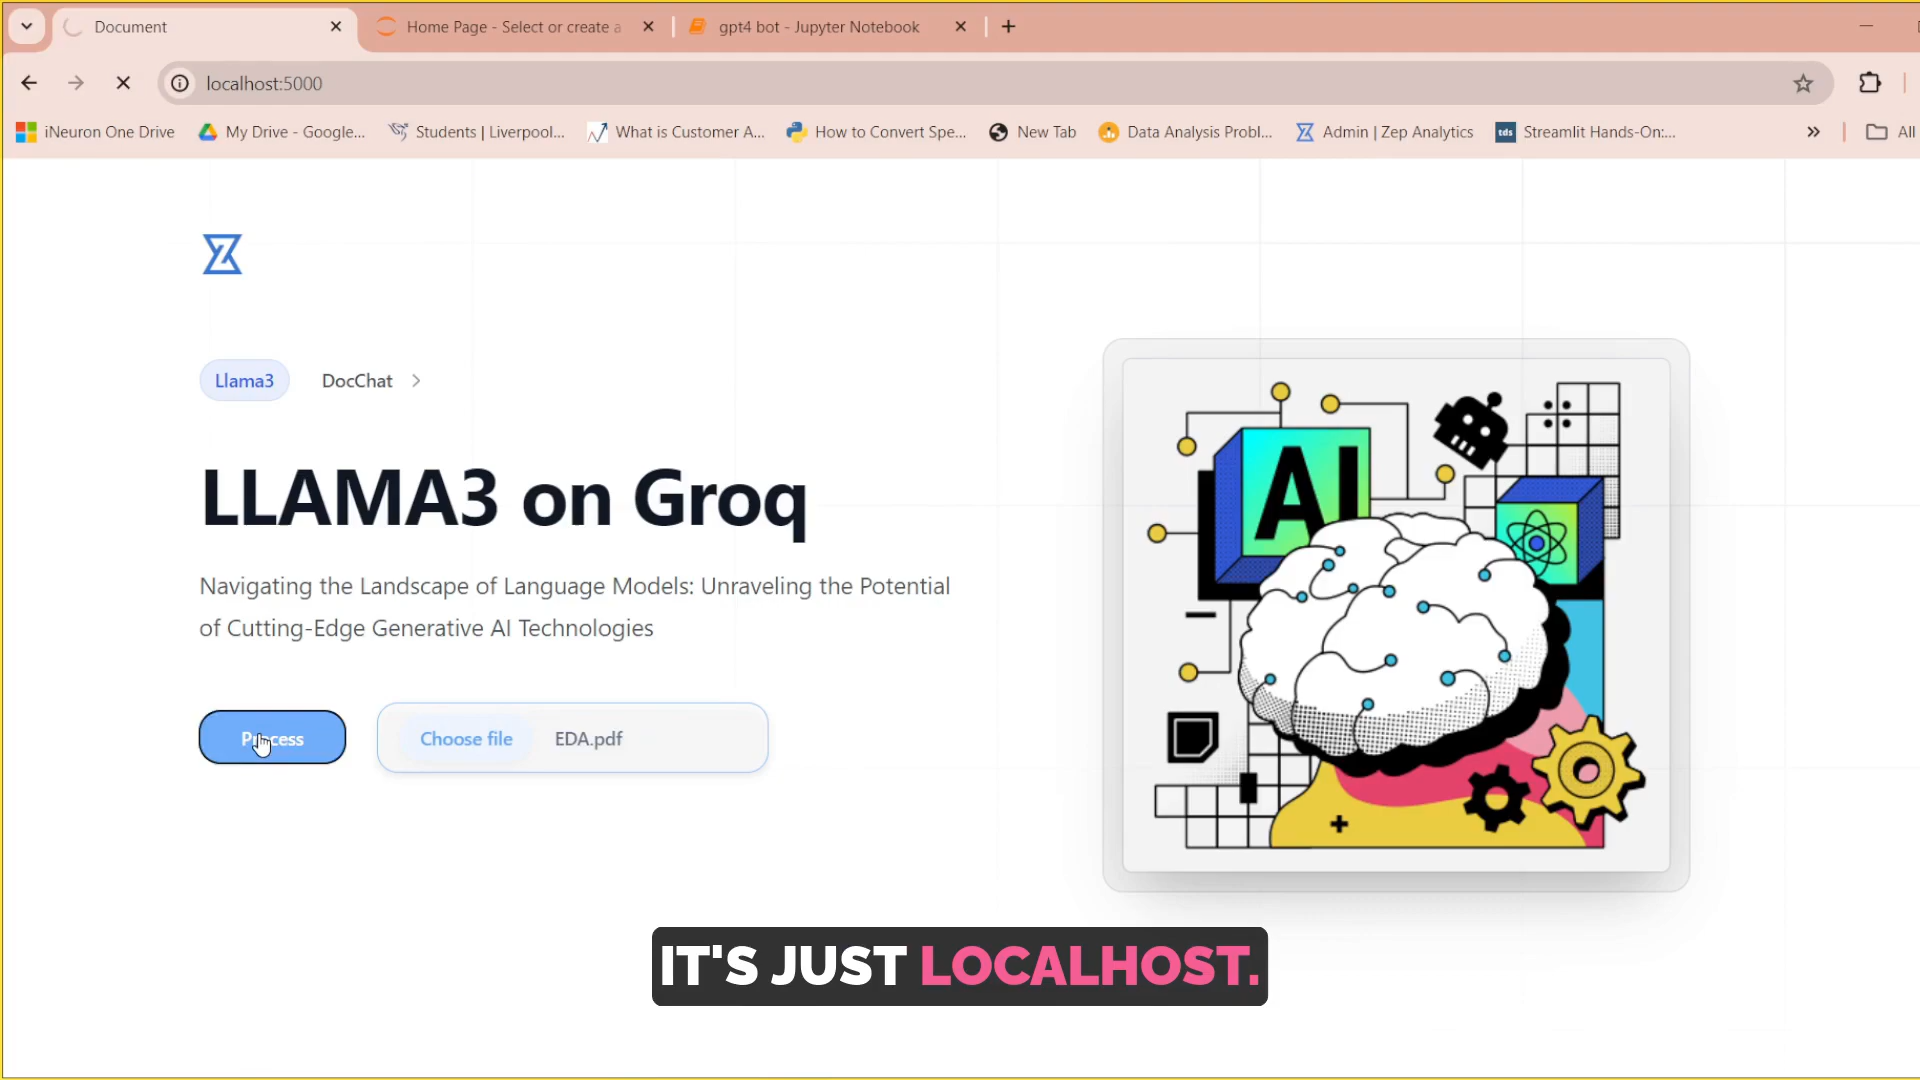 Document
Home Page - Select or create a
gpt4 bot - Jupyter Notebook
localhost:5000
iNeuron One Drive
My Drive - Google...
Students | Liverpool...
What is Customer A...
How to Convert Spe...
New Tab
Data Analysis Probl...
Admin | Zep Analytics
tds
Streamlit Hands-On:...
All
Llama3
DocChat
LLAMA3 on Groq
Navigating the Landscape of Language Models: Unraveling the Potential
of Cutting-Edge Generative AI Technologies
Process
Choose file
EDA.pdf
AI
IT'S JUST LOCALHOST.